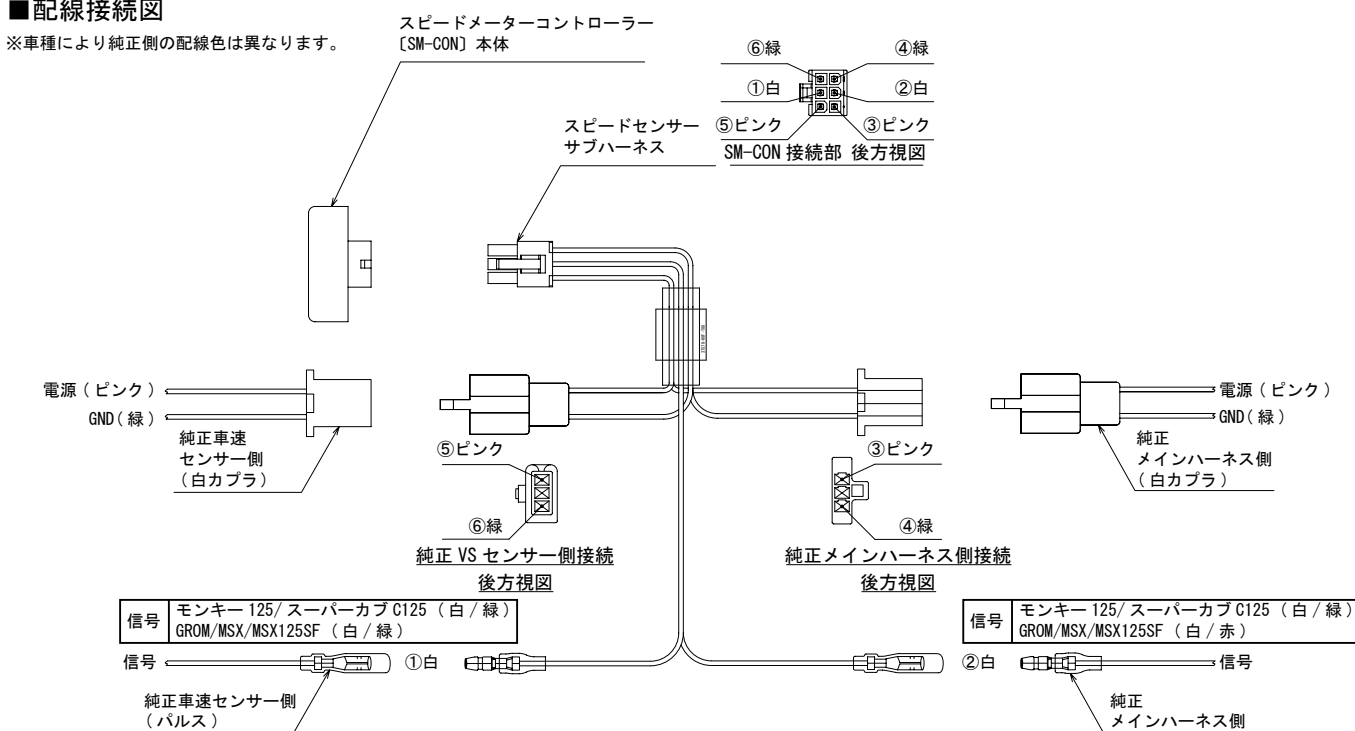 ■配線接続図
※車種により純正側の配線色は異なります。
スピードメーターコントローラー
〔SM-CON〕本体
⑥緑
④緑
①白
②白
⑤ピンク
③ピンク
SM-CON 接続部 後方視図
スピードセンサー
サブハーネス
電源(ピンク)
GND(緑)
純正車速
センサー側
(白カプラ)
電源(ピンク)
GND(緑)
純正
メインハーネス側
(白カプラ)
⑤ピンク
⑥緑
純正 VS センサー側接続
後方視図
③ピンク
④緑
純正メインハーネス側接続
後方視図
信号
モンキー 125/ スーパーカブ C125 (白/緑)
GROM/MSX/MSX125SF (白/緑)
信号
モンキー 125/ スーパーカブ C125 (白/緑)
GROM/MSX/MSX125SF (白/赤)
信号
①白
②白
信号
純正車速センサー側
(パルス)
純正
メインハーネス側